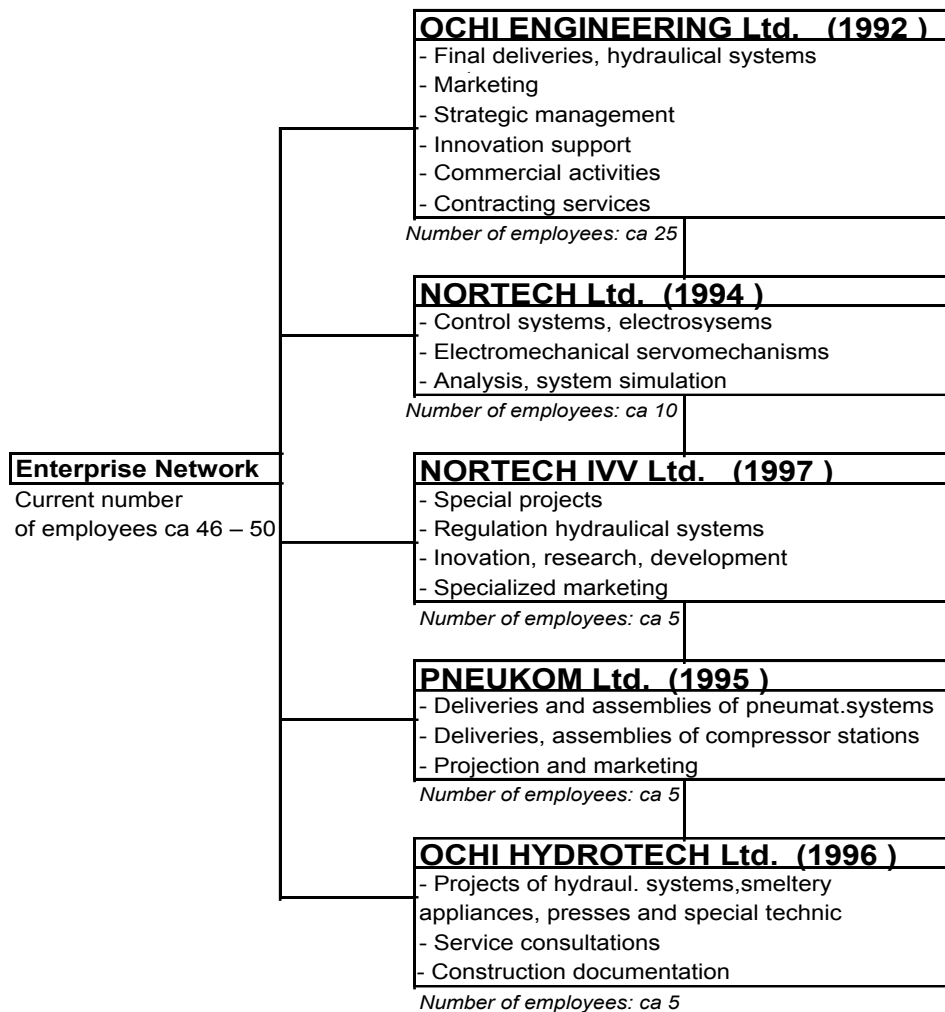 OCHI ENGINEERING Ltd. (1992 )
- Final deliveries, hydraulical systems
- Marketing
- Strategic management
- Innovation support
- Commercial activities
- Contracting services
Number of employees: ca 25
NORTECH Ltd. (1994 )
- Control systems, electrosysems
- Electromechanical servomechanisms
- Analysis, system simulation
Number of employees: ca 10
Enterprise Network
Current number
of employees ca 46 – 50
NORTECH IVV Ltd. (1997 )
- Special projects
- Regulation hydraulical systems
- Inovation, research, development
- Specialized marketing
Number of employees: ca 5
PNEUKOM Ltd. (1995 )
- Deliveries and assemblies of pneumat.systems
- Deliveries, assemblies of compressor stations
- Projection and marketing
Number of employees: ca 5
OCHI HYDROTECH Ltd. (1996 )
- Projects of hydraul. systems,smeltery
appliances, presses and special technic
- Service consultations
- Construction documentation
Number of employees: ca 5